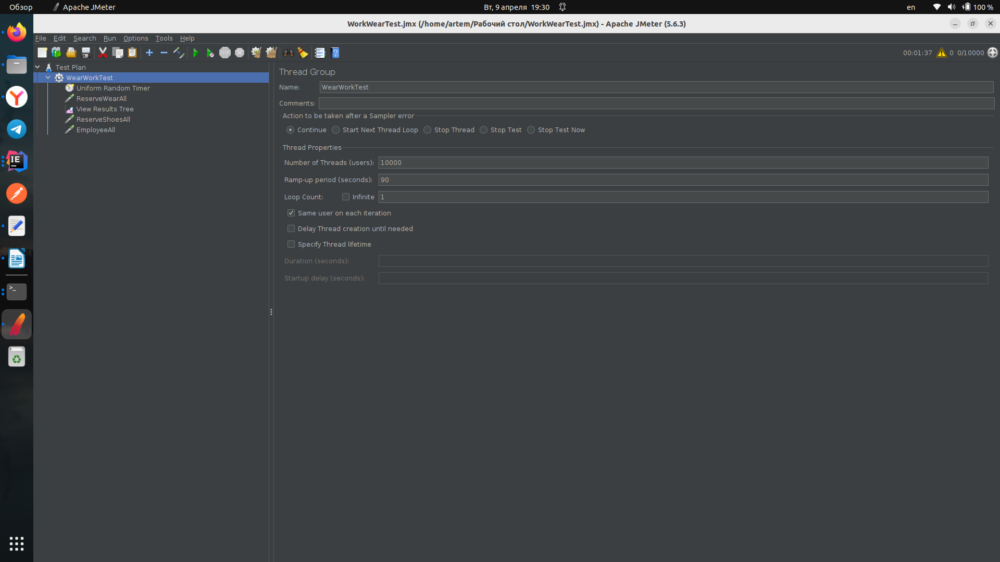 Обзор Apache JMeter Вт, 9 апреля 19:30 en 100 %
WorkWearTest.jmx (/home/artem/Рабочий стол/WorkWearTest.jmx) - Apache JMeter (5.6.3)
File Edit Search Run Options Tools Help
00:01:37 0 0/10000
Test Plan
WearWorkTest
Uniform Random Timer
ReserveWearAll
View Results Tree
ReserveShoesAll
EmployeeAll
Thread Group
Name: WearWorkTest
Comments:
Action to be taken after a Sampler error
Continue Start Next Thread Loop Stop Thread Stop Test Stop Test Now
Thread Properties
Number of Threads (users): 10000
Ramp-up period (seconds): 90
Loop Count: Infinite 1
Same user on each iteration
Delay Thread creation until needed
Specify Thread lifetime
Duration (seconds):
Startup delay (seconds):
IE
>_